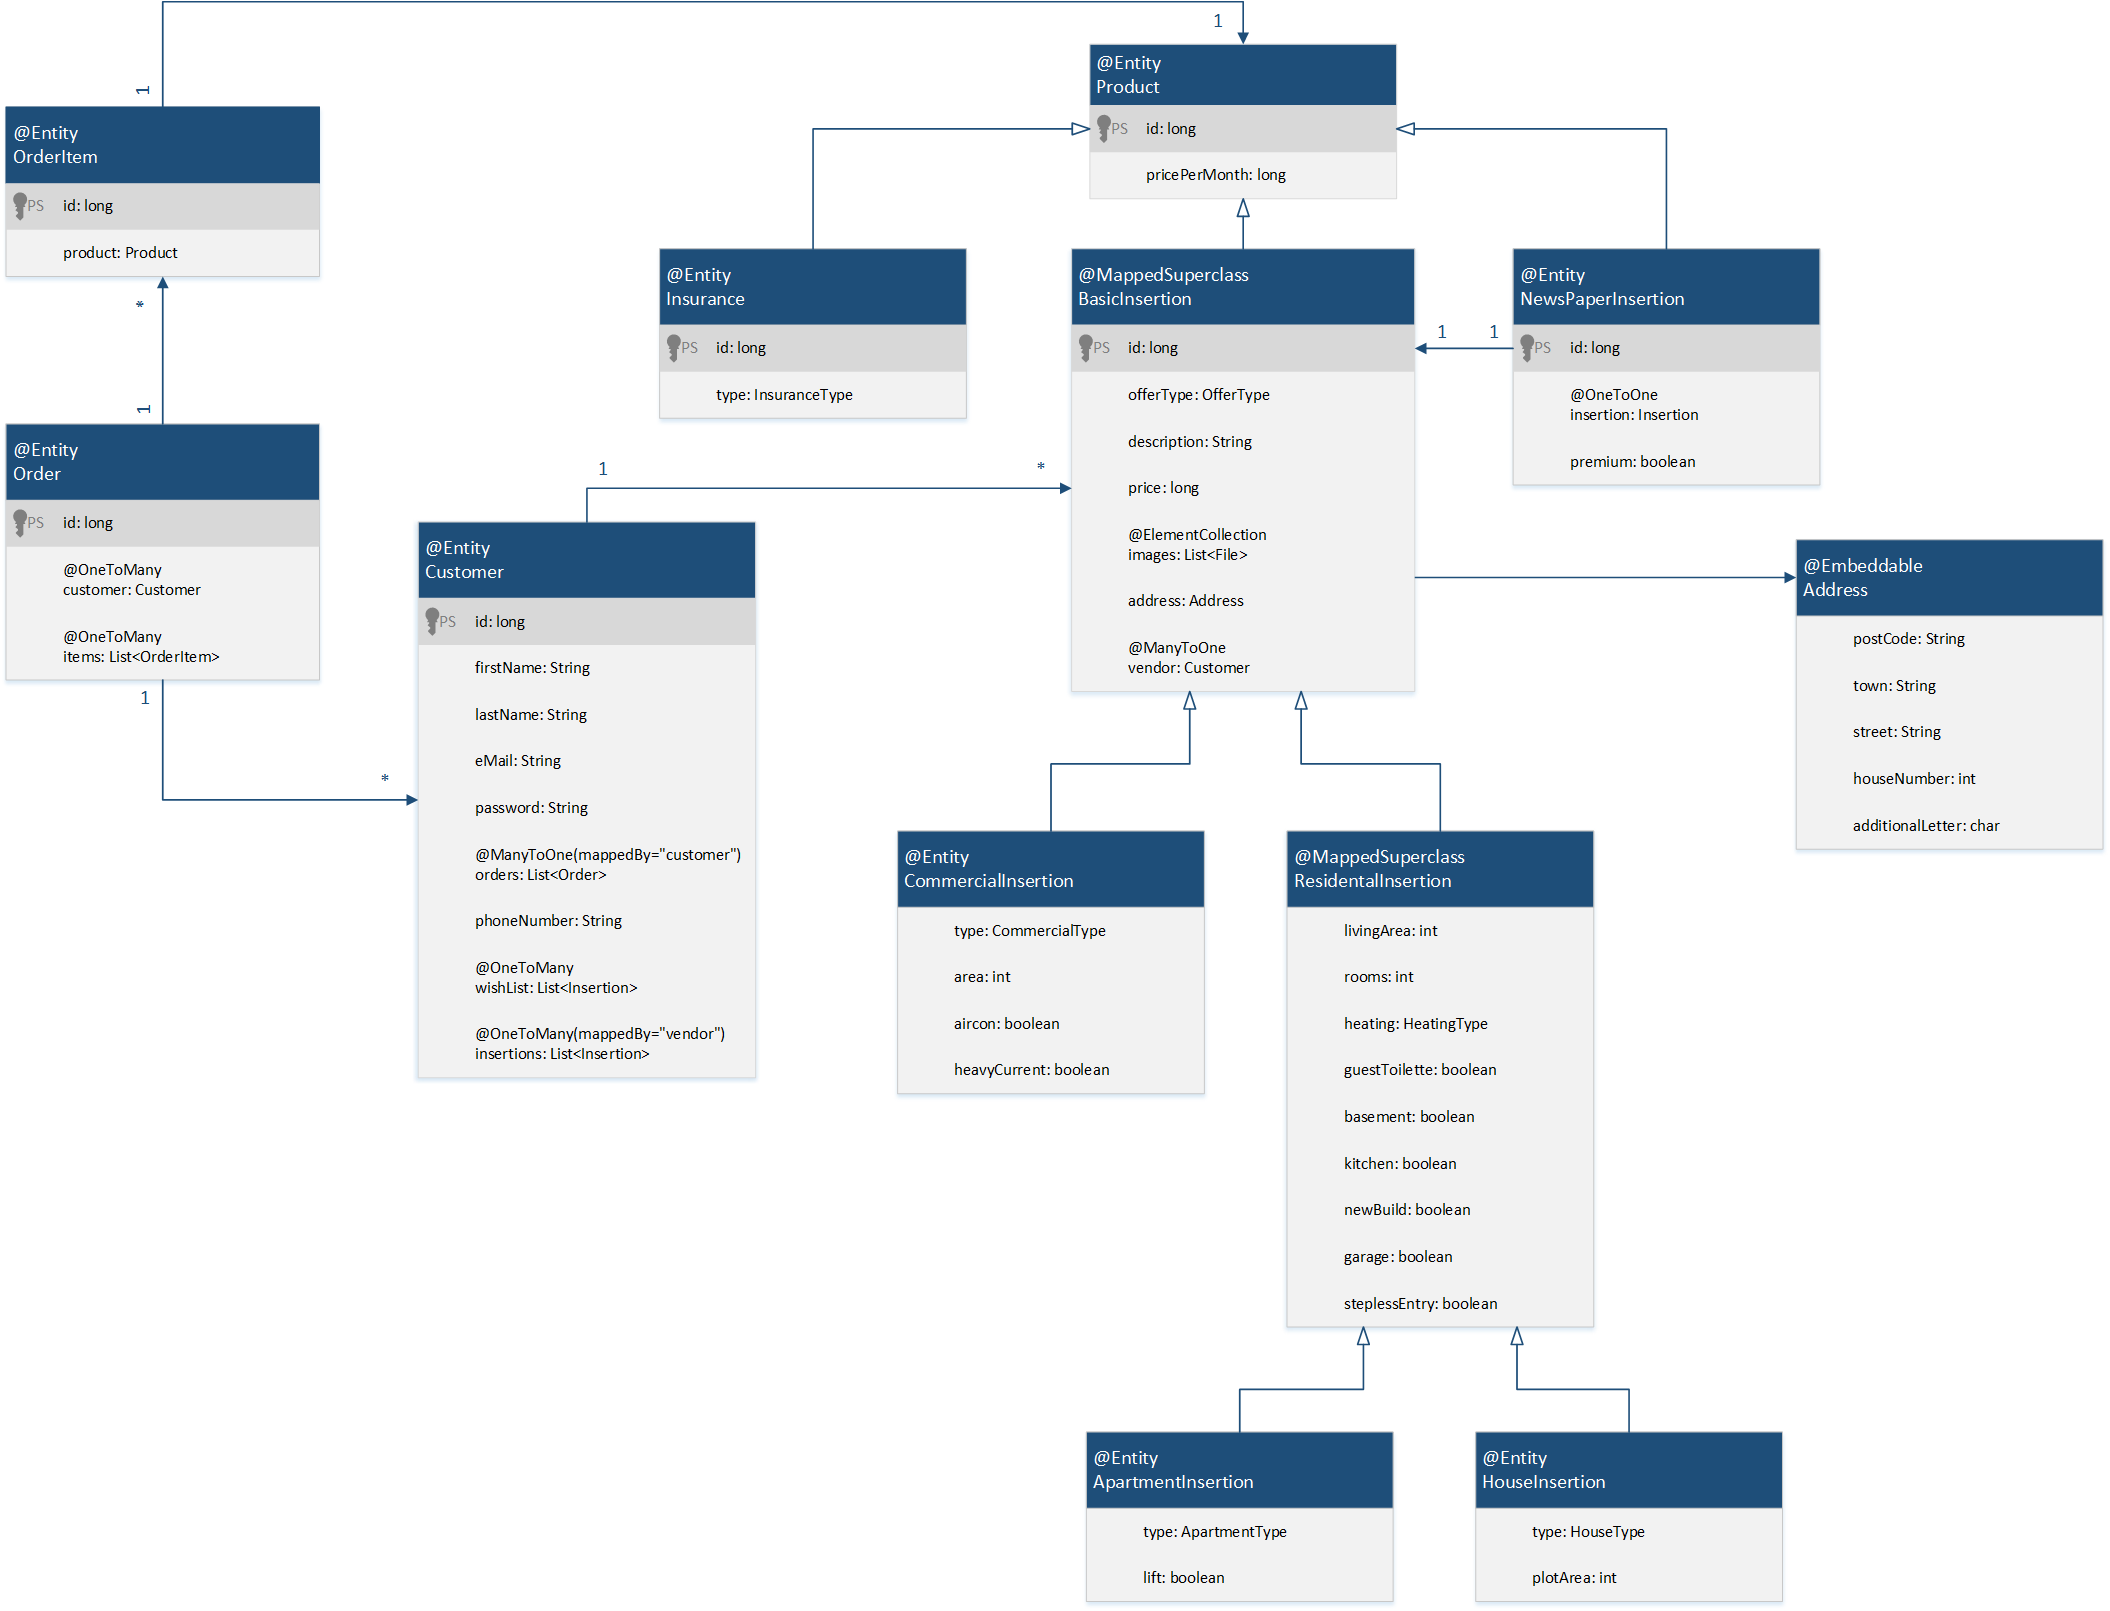 1
1
@Entity
Product
PS id: long
pricePerMonth: long
@Entity
OrderItem
PS id: long
product: Product
*
1
@Entity
Order
PS id: long
@OneToMany
customer: Customer
@OneToMany
items: List<OrderItem>
1
*
@Entity
Insurance
PS id: long
type: InsuranceType
@MappedSuperclass
BasicInsertion
PS id: long
offerType: OfferType
description: String
price: long
@ElementCollection
images: List<File>
address: Address
@ManyToOne
vendor: Customer
1
1
@Entity
NewsPaperInsertion
PS id: long
@OneToOne
insertion: Insertion
premium: boolean
1
*
@Entity
Customer
PS id: long
firstName: String
lastName: String
eMail: String
password: String
@ManyToOne(mappedBy="customer")
orders: List<Order>
phoneNumber: String
@OneToMany
wishList: List<Insertion>
@OneToMany(mappedBy="vendor")
insertions: List<Insertion>
@Embeddable
Address
postCode: String
town: String
street: String
houseNumber: int
additionalLetter: char
@Entity
CommercialInsertion
type: CommercialType
area: int
aircon: boolean
heavyCurrent: boolean
@MappedSuperclass
ResidentalInsertion
livingArea: int
rooms: int
heating: HeatingType
guestToilette: boolean
basement: boolean
kitchen: boolean
newBuild: boolean
garage: boolean
steplessEntry: boolean
@Entity
ApartmentInsertion
type: ApartmentType
lift: boolean
@Entity
HouseInsertion
type: HouseType
plotArea: int